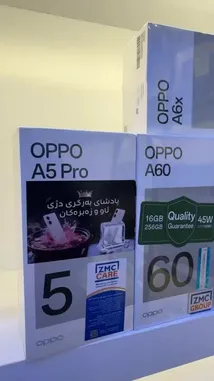 OPPO
A6x
OPPO
A5 Pro
پادشای بەرگری دژی
ئاو و زەبرەکان
5
ZMC
CARE
oppo
OPPO
A60
16GB
256GB
Quality
Guarantee
45W
60
ZMC
GROUP
oppo